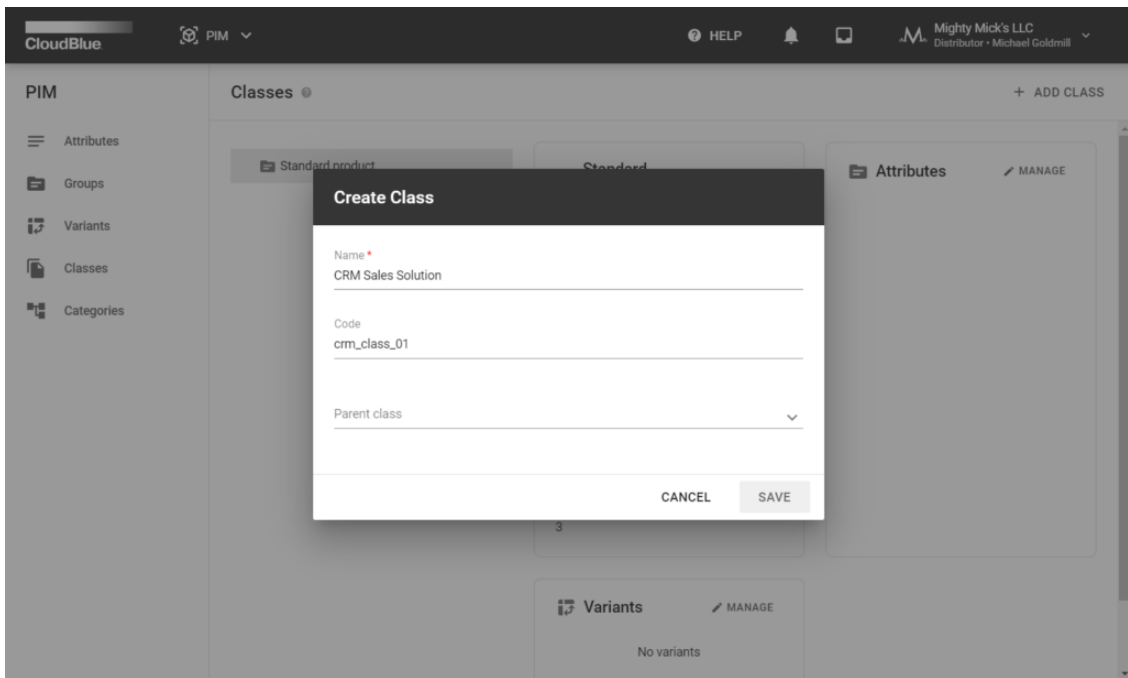 CloudBlue
PIM
HELP
Mighty Mick's LLC
Distributor • Michael Goldmill
PIM
Classes
+ ADD CLASS
Attributes
Groups
Variants
Classes
Categories
Standard product
Standard
Attributes
MANAGE
Create Class
Name *
CRM Sales Solution
Code
crm_class_01
Parent class
CANCEL
SAVE
3
Variants
MANAGE
No variants